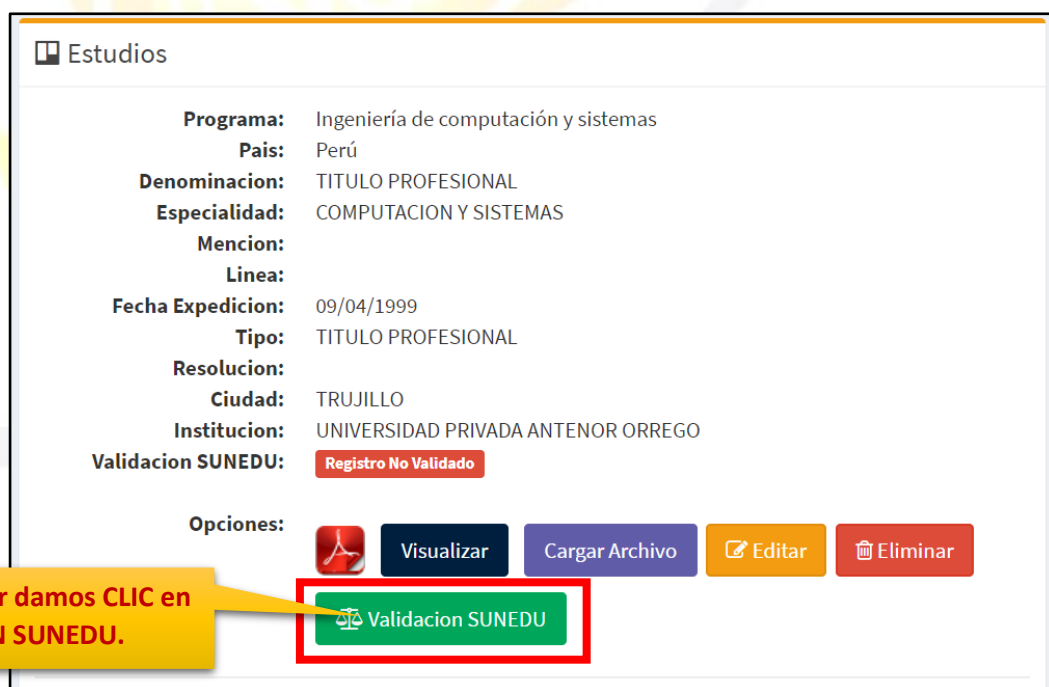 Estudios
Programa: Ingeniería de computación y sistemas
Pais: Perú
Denominacion: TITULO PROFESIONAL
Especialidad: COMPUTACION Y SISTEMAS
Mencion:
Linea:
Fecha Expedicion: 09/04/1999
Tipo: TITULO PROFESIONAL
Resolucion:
Ciudad: TRUJILLO
Institucion: UNIVERSIDAD PRIVADA ANTENOR ORREGO
Validacion SUNEDU: Registro No Validado
Opciones: Visualizar Cargar Archivo Editar Eliminar
damos CLIC en
Validacion SUNEDU
SUNEDU.